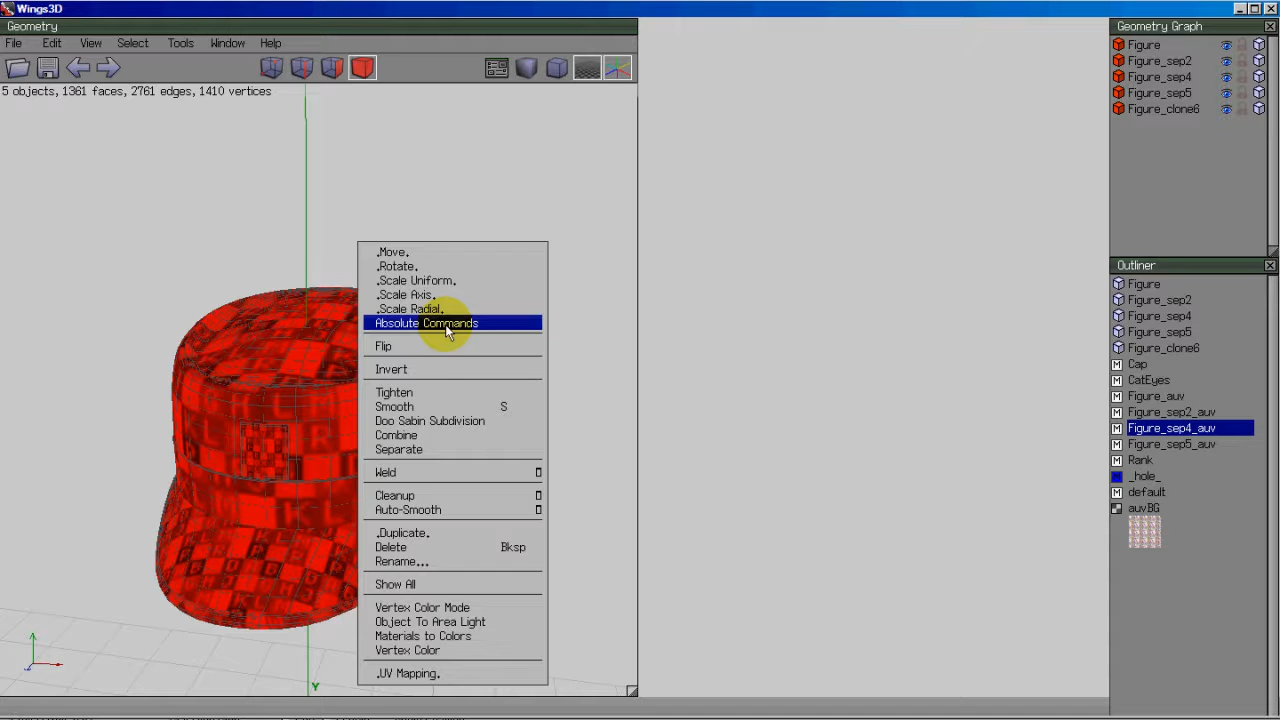 Wings3D
Geometry
File Edit View Select Tools Window Help
5 objects, 1361 faces, 2761 edges, 1410 vertices
.Move.
.Rotate.
.Scale Uniform.
.Scale Axis.
.Scale Radial.
Absolute Commands
Flip
Invert
Tighten
Smooth S
Doo Sabin Subdivision
Combine
Separate
Weld
Cleanup
Auto-Smooth
.Duplicate.
Delete Bksp
Rename...
Show All
Vertex Color Mode
Object To Area Light
Materials to Colors
Vertex Color
.UV Mapping.
Y
Geometry Graph
Figure
Figure_sep2
Figure_sep4
Figure_sep5
Figure_clone6
Outliner
Figure
Figure_sep2
Figure_sep4
Figure_sep5
Figure_clone6
M Cap
M CatEyes
M Figure_auv
M Figure_sep2_auv
M Figure_sep4_auv
M Figure_sep5_auv
M Rank
M _hole_
M default
auvBG